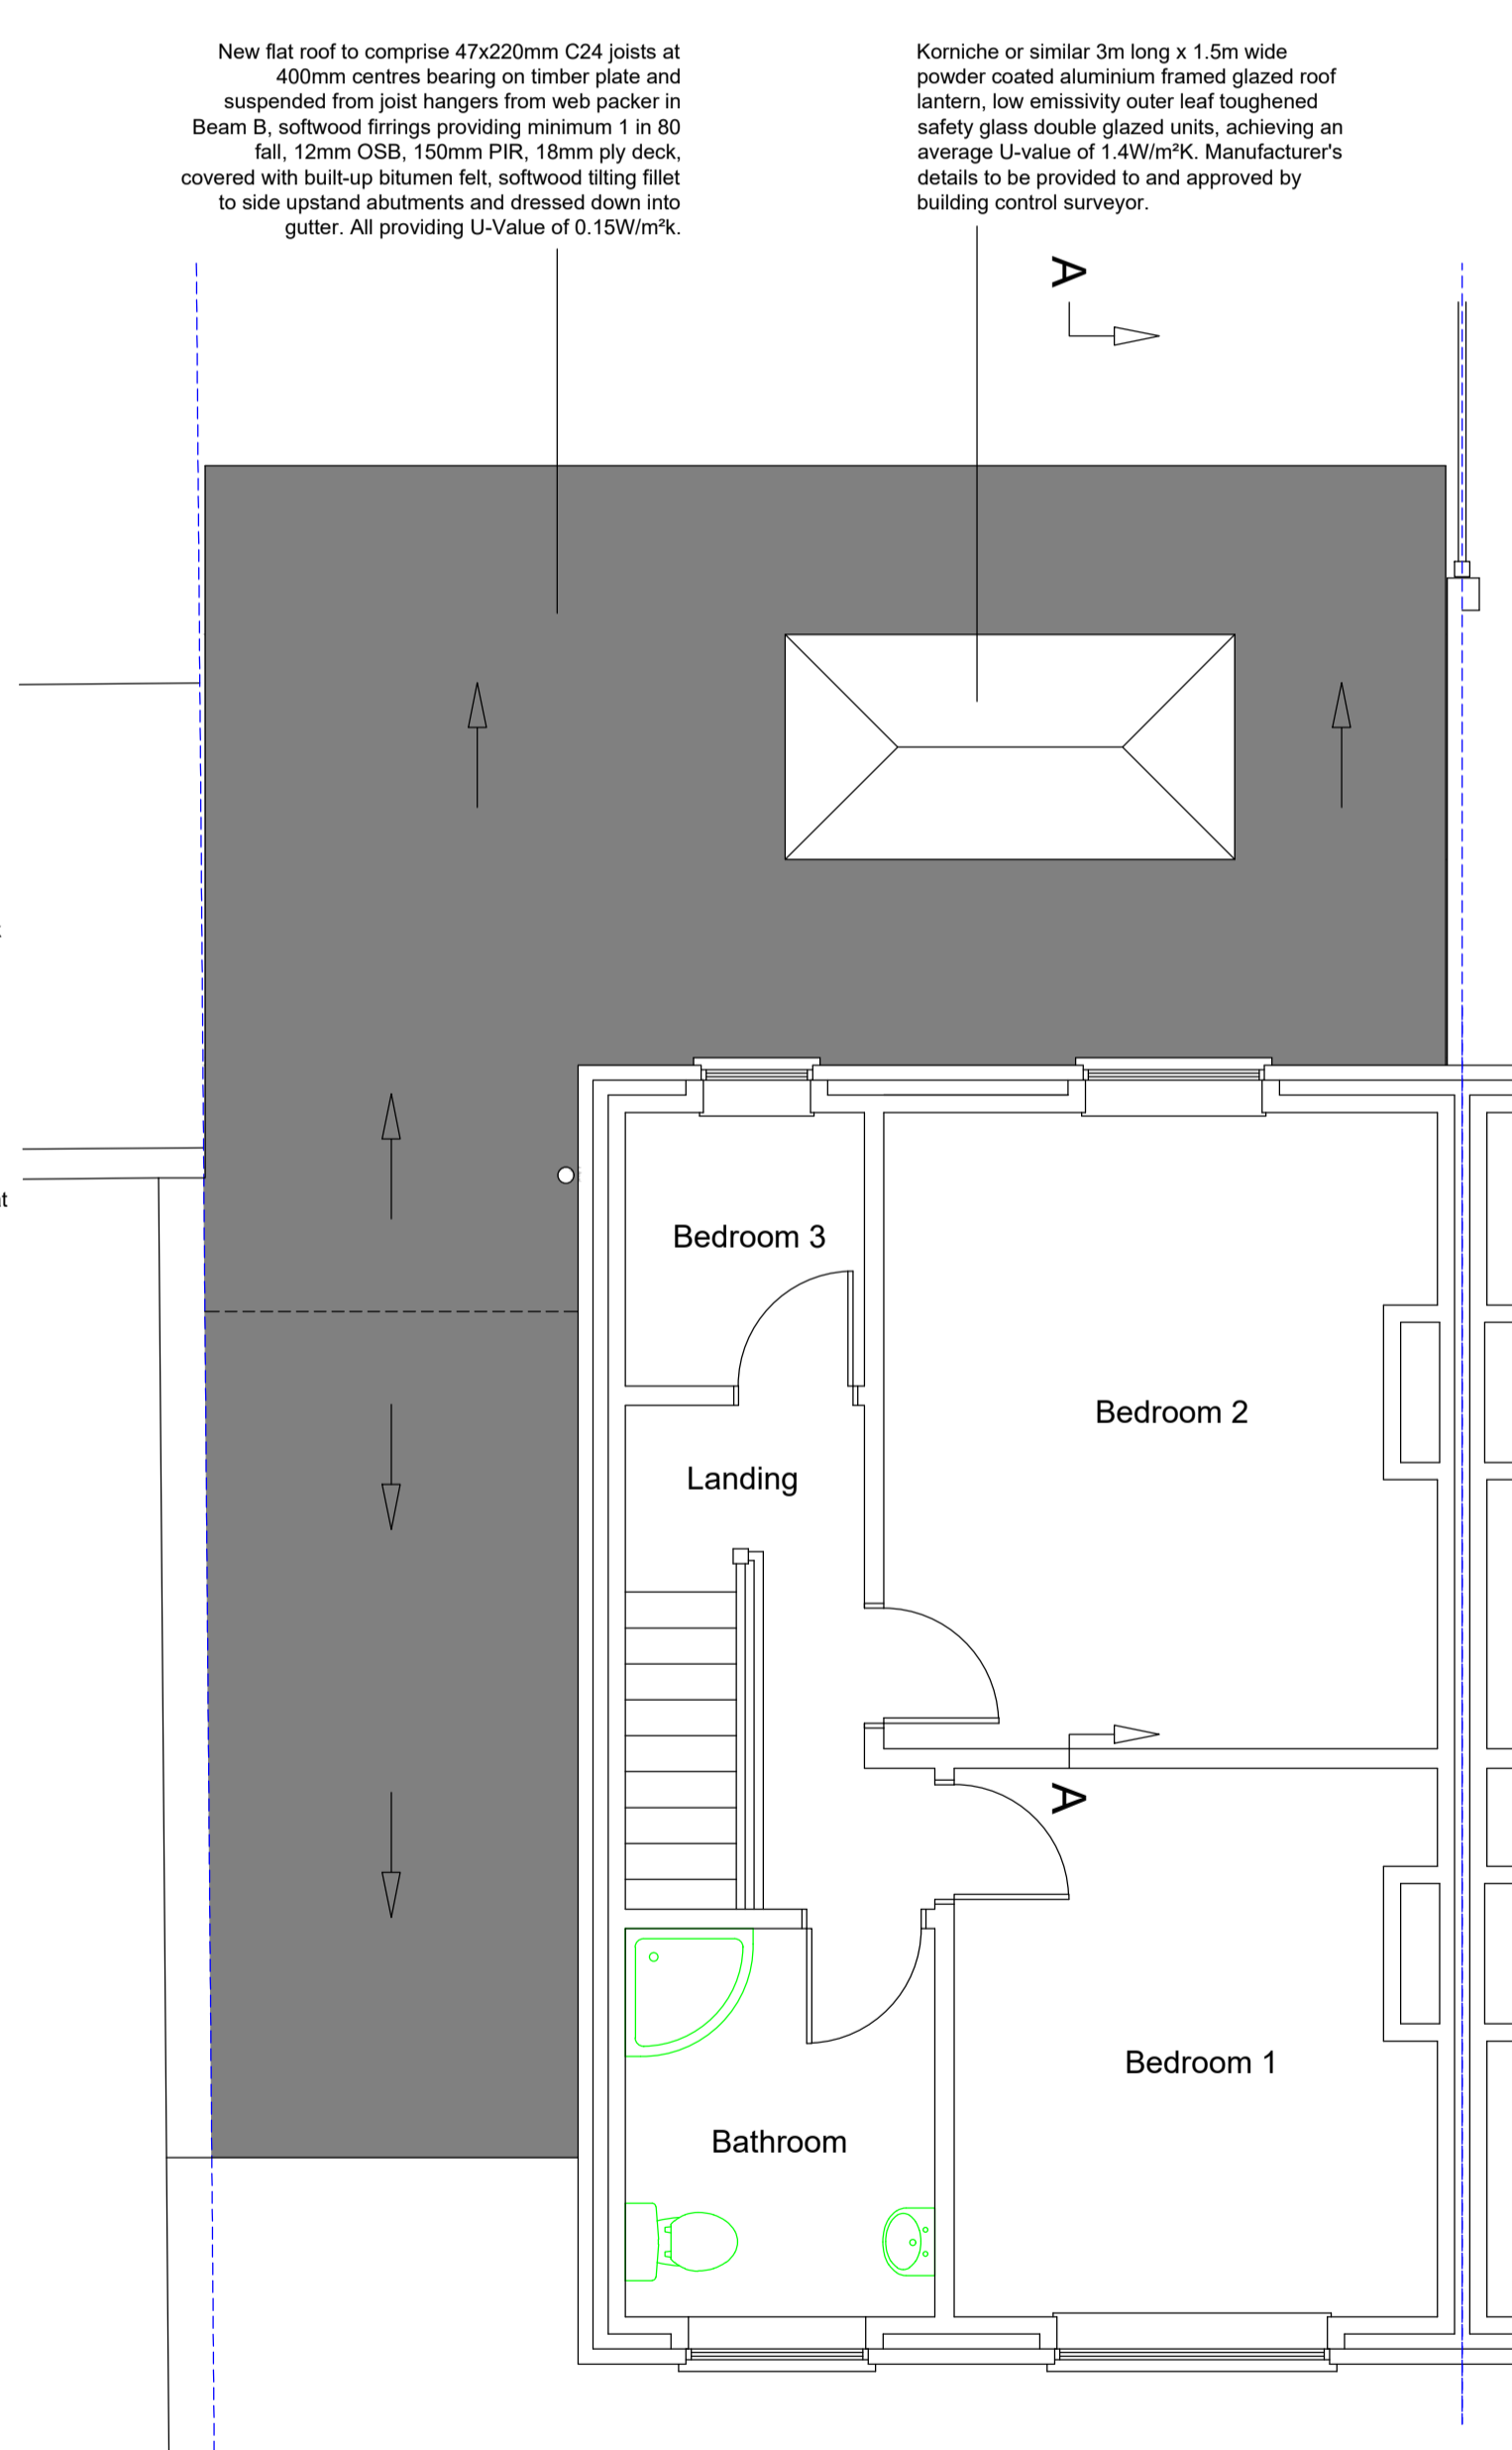 New flat roof to comprise 47x220mm C24 joists at
400mm centres bearing on timber plate and
suspended from joist hangers from web packer in
Beam B, softwood firrings providing minimum 1 in 80
fall, 12mm OSB, 150mm PIR, 18mm ply deck,
covered with built-up bitumen felt, softwood tilting fillet
to side upstand abutments and dressed down into
gutter. All providing U-Value of 0.15W/m²k.
Korniche or similar 3m long x 1.5m wide
powder coated aluminium framed glazed roof
lantern, low emissivity outer leaf toughened
safety glass double glazed units, achieving an
average U-value of 1.4W/m²K. Manufacturer's
details to be provided to and approved by
building control surveyor.
A
Bedroom 3
Bedroom 2
Landing
A
Bedroom 1
Bathroom